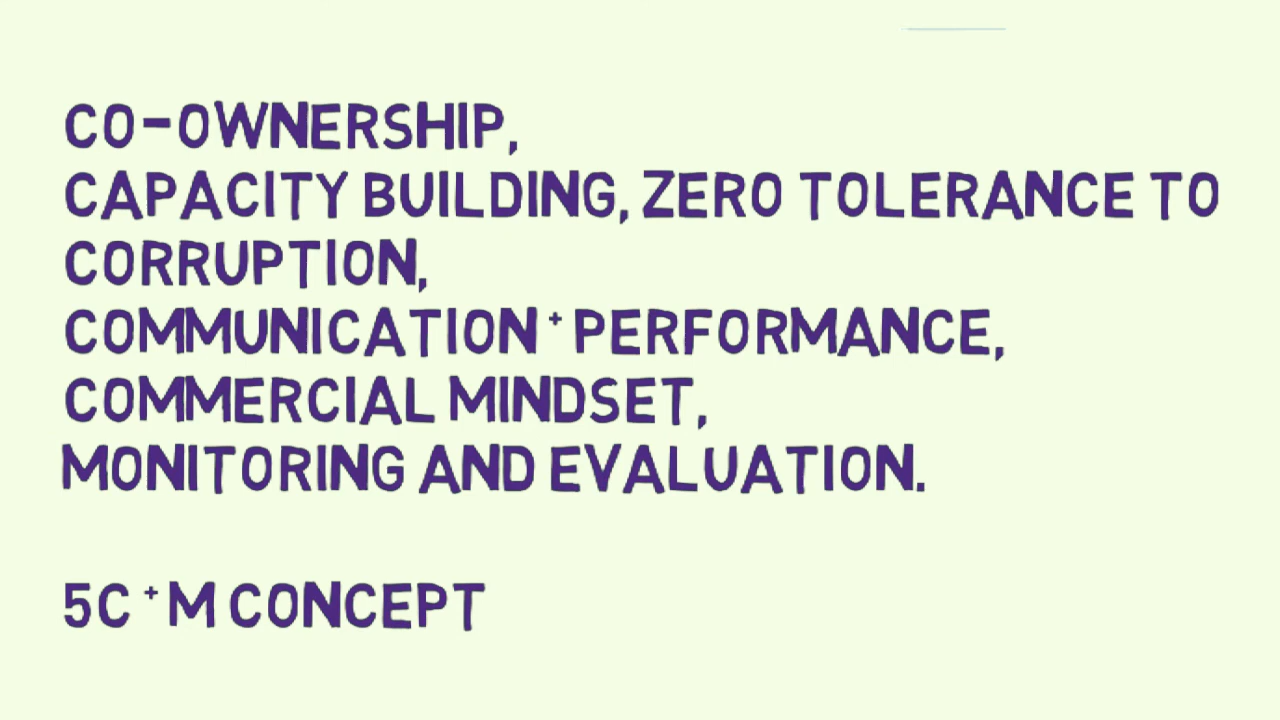 CO-OWNERSHIP,
CAPACITY BUILDING, ZERO TOLERANCE TO
CORRUPTION,
COMMUNICATION + PERFORMANCE,
COMMERCIAL MINDSET,
MONITORING AND EVALUATION.
5C + M CONCEPT